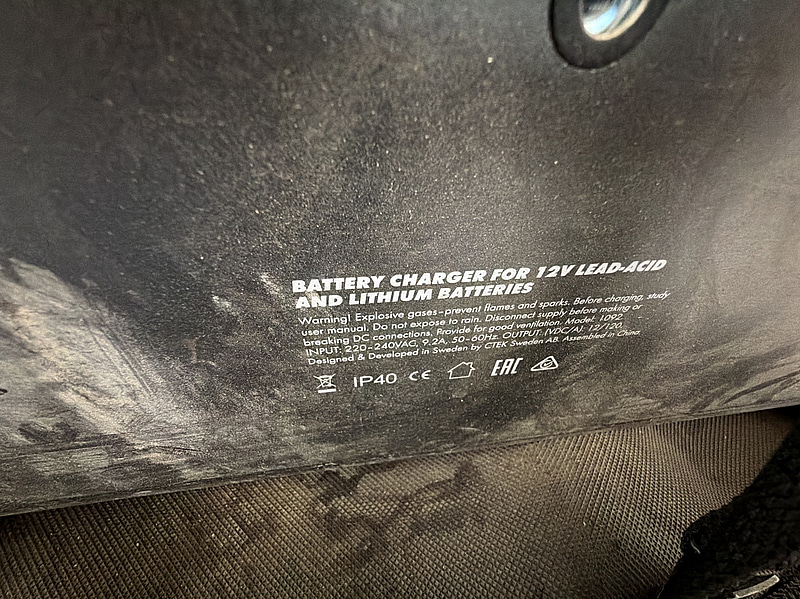 BATTERY CHARGER FOR 12V LEAD-ACID
AND LITHIUM BATTERIES
Warning! Explosive gases-prevent flames and sparks. Before charging, study
user manual. Do not expose to rain. Disconnect supply before making or
breaking DC connections. Provide for good ventilation. Model: 1092
INPUT: 220-240VAC, 9.2A, 50-60Hz. OUTPUT: (VDC/A): 12/120.
Designed & Developed in Sweden by CTEK Sweden AB. Assembled in China.
IP40 CE EAC